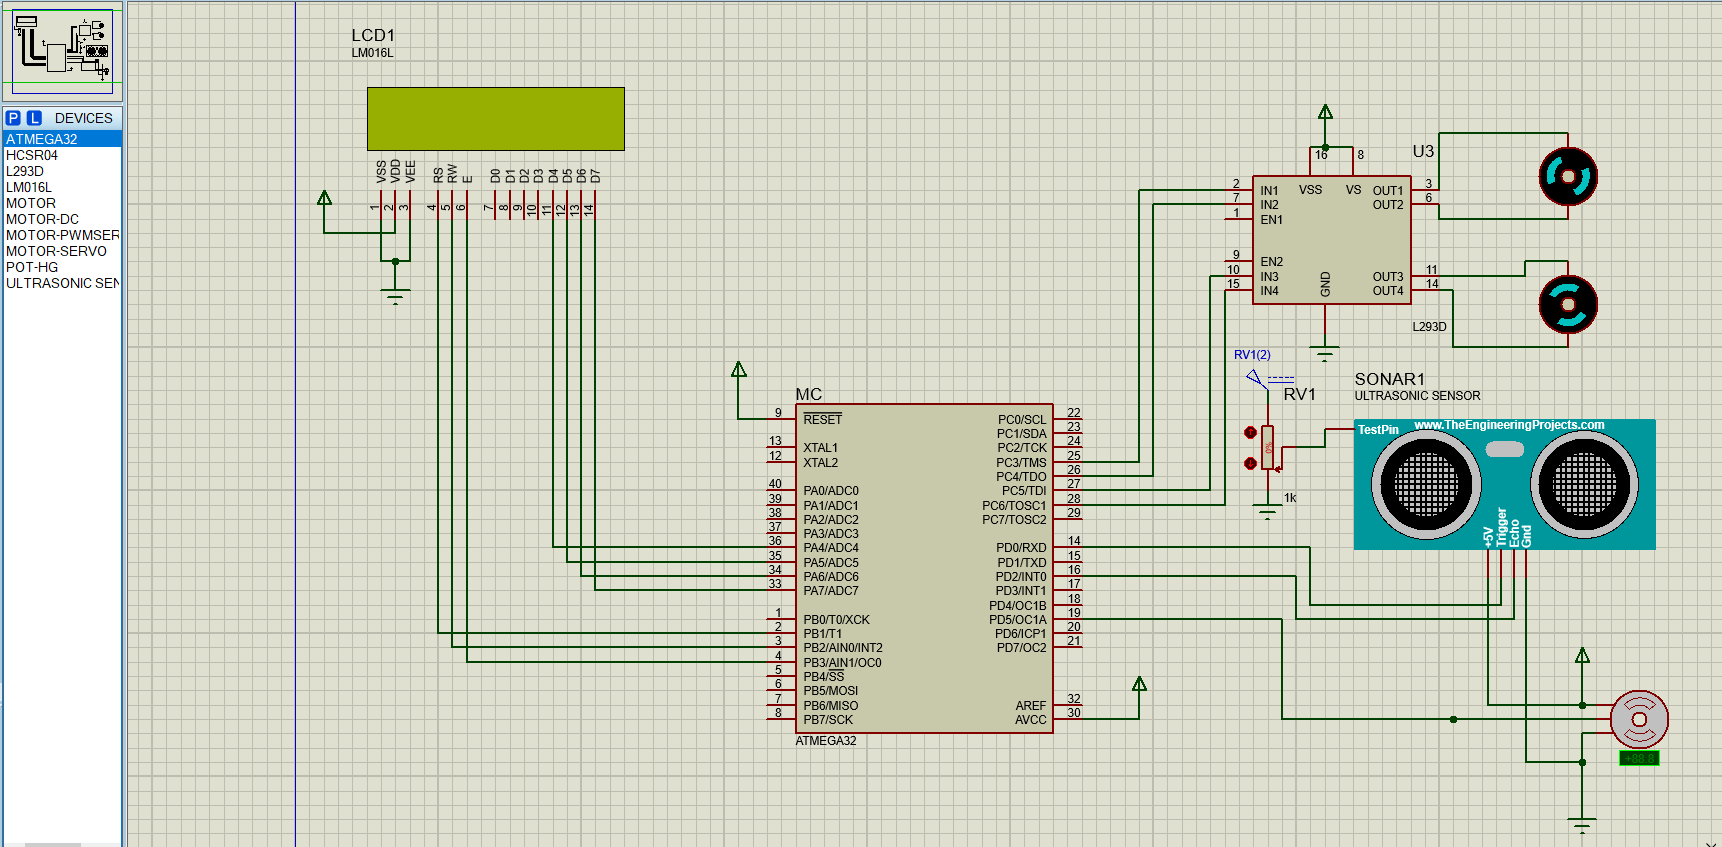 P L DEVICES
ATMEGA32
HCSR04
L293D
LM016L
MOTOR
MOTOR-DC
MOTOR-PWMSER
MOTOR-SERVO
POT-HG
ULTRASONIC SEN
LCD1
LM016L
VSS VDD VEE RS RW E D0 D1 D2 D3 D4 D5 D6 D7
1 2 3 4 5 6 7 8 9 10 11 12 13 14
MC
9 RESET
13 XTAL1
12 XTAL2
40 PA0/ADC0
39 PA1/ADC1
38 PA2/ADC2
37 PA3/ADC3
36 PA4/ADC4
35 PA5/ADC5
34 PA6/ADC6
33 PA7/ADC7
1 PB0/T0/XCK
2 PB1/T1
3 PB2/AIN0/INT2
4 PB3/AIN1/OC0
5 PB4/SS
6 PB5/MOSI
7 PB6/MISO
8 PB7/SCK
PC0/SCL 22
PC1/SDA 23
PC2/TCK 24
PC3/TMS 25
PC4/TDO 26
PC5/TDI 27
PC6/TOSC1 28
PC7/TOSC2 29
PD0/RXD 14
PD1/TXD 15
PD2/INT0 16
PD3/INT1 17
PD4/OC1B 18
PD5/OC1A 19
PD6/ICP1 20
PD7/OC2 21
AREF 32
AVCC 30
ATMEGA32
U3
16 8
VSS VS
2 IN1 OUT1 3
7 IN2 OUT2 6
1 EN1
9 EN2
10 IN3 OUT3 11
15 IN4 OUT4 14
GND
L293D
RV1(2)
RV1
0%
1k
SONAR1
ULTRASONIC SENSOR
TestPin www.TheEngineeringProjects.com
+5V Trigger Echo Gnd
+88.8